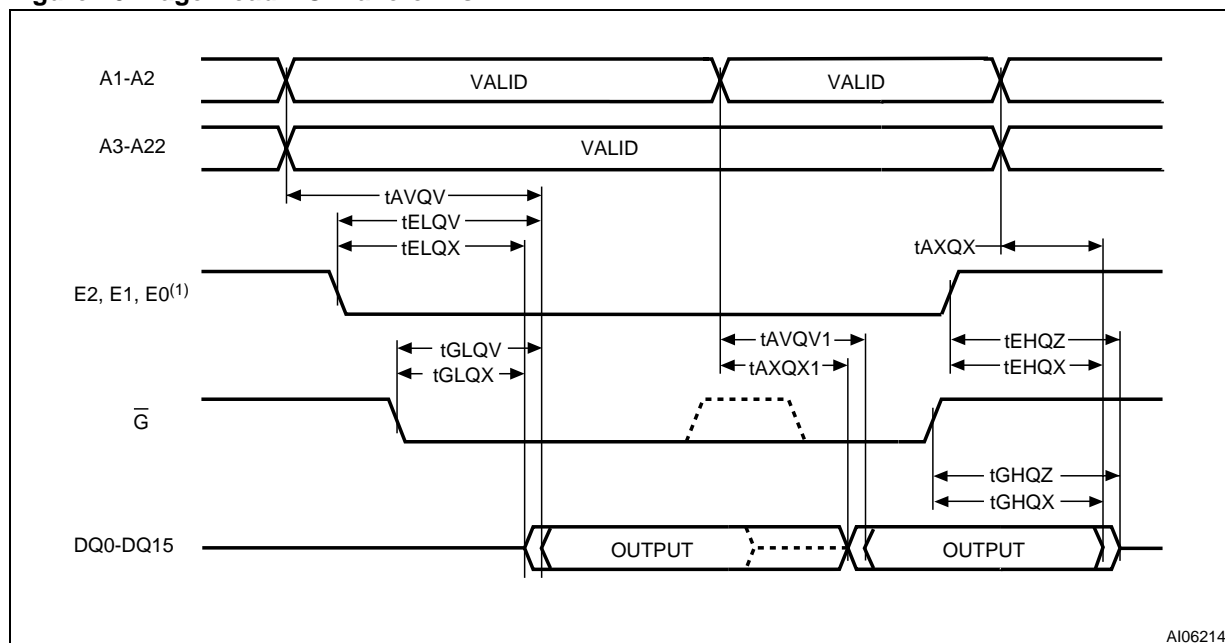 A1-A2
VALID
VALID
A3-A22
VALID
tAVQV
tELQV
tELQX
tAXQX
E2, E1, E0(1)
tGLQV
tAVQV1
tEHQZ
tGLQX
tAXQX1
tEHQX
G
tGHQZ
tGHQX
DQ0-DQ15
OUTPUT
OUTPUT
AI06214